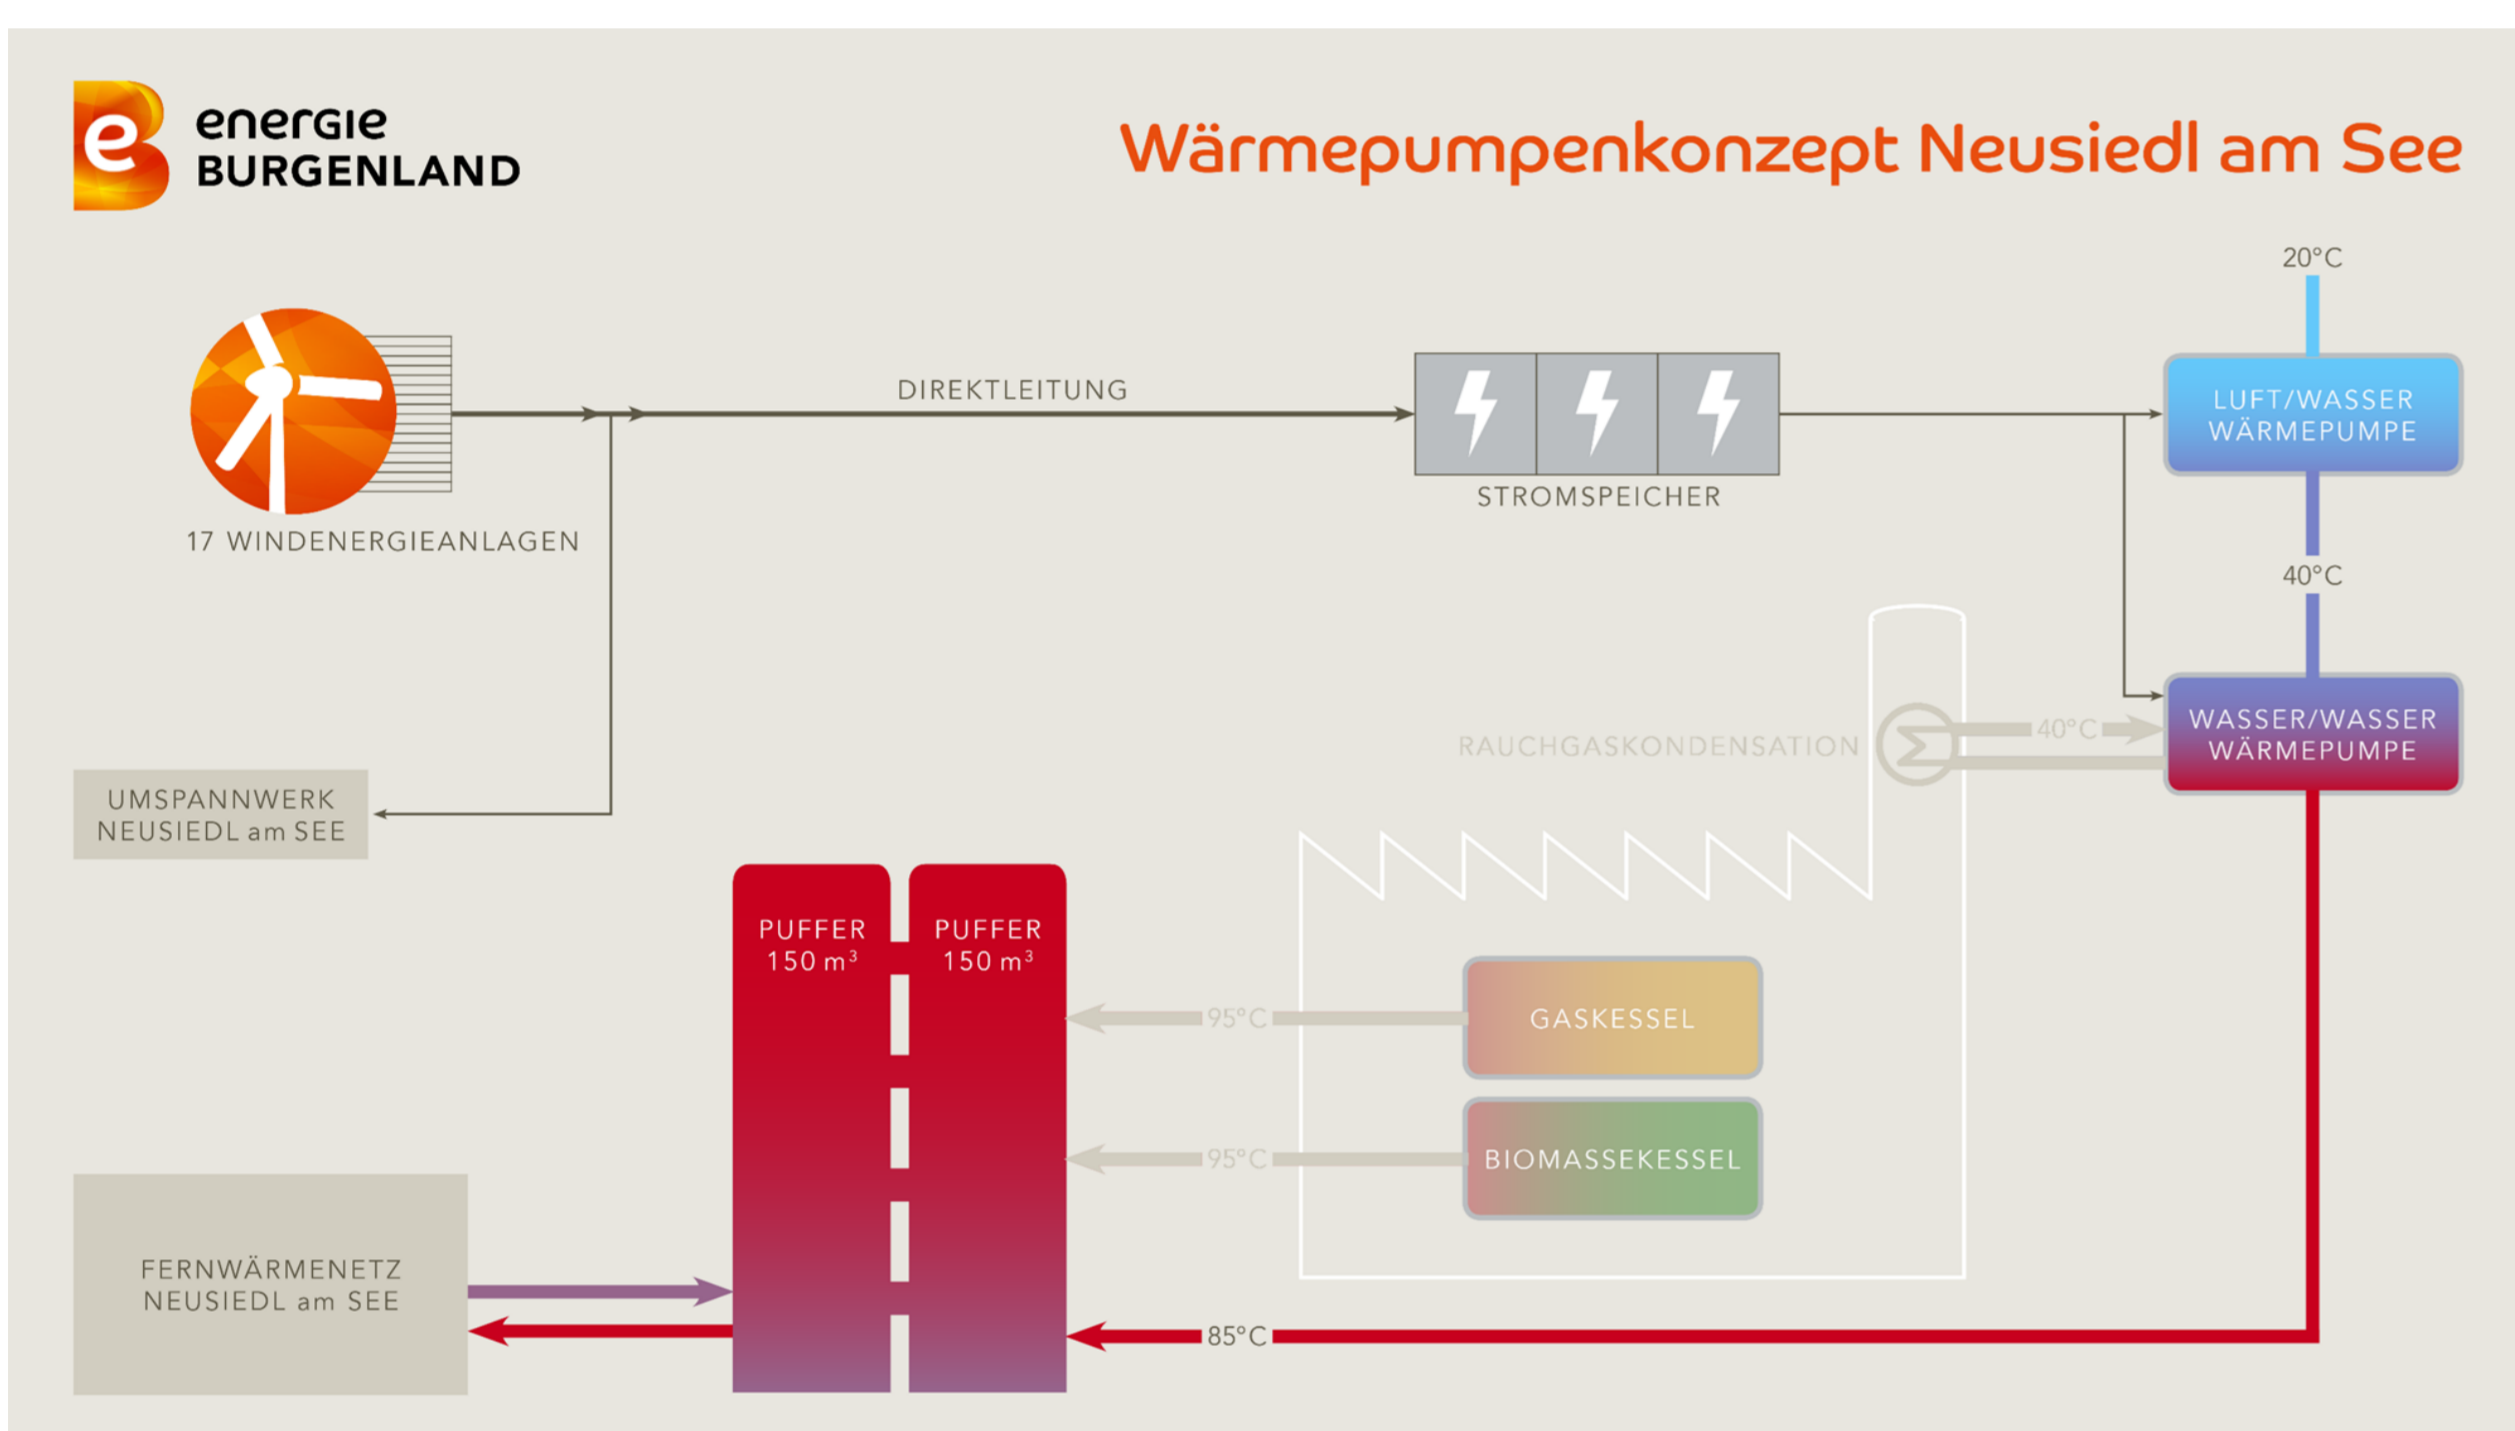 energie
BURGENLAND
Wärmepumpenkonzept Neusiedl am See
20°C
DIREKTLEITUNG
LUFT/WASSER
WÄRMEPUMPE
STROMSPEICHER
17 WINDENERGIEANLAGEN
40°C
RAUCHGASKONDENSATION
40°C
WASSER/WASSER
WÄRMEPUMPE
UMSPANNWERK
NEUSIEDL am SEE
PUFFER
150 m³
PUFFER
150 m³
95°C
GASKESSEL
95°C
BIOMASSEKESSEL
FERNWÄRMENETZ
NEUSIEDL am SEE
85°C